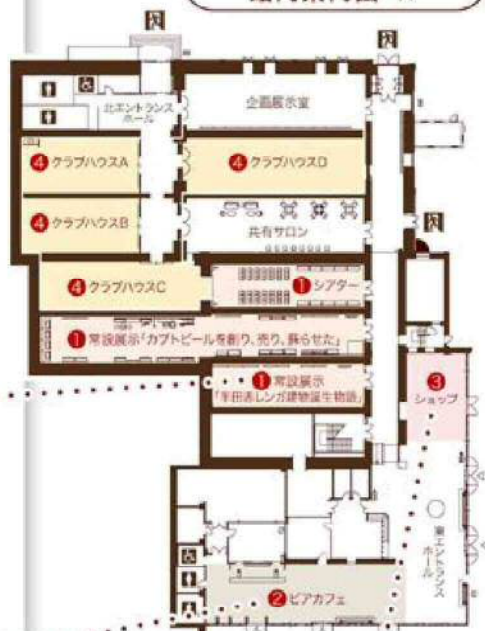 北エントランス
ホール
企画展示室
④クラブハウスA
④クラブハウスD
④クラブハウスB
共有サロン
④クラブハウスC
①シアター
①常設展示「カブトビールを創り、売り、蘇らせた」
①常設展示
「半田赤レンガ建物誕生物語」
③
ショップ
東エントランス
ホール
②ビアカフェ